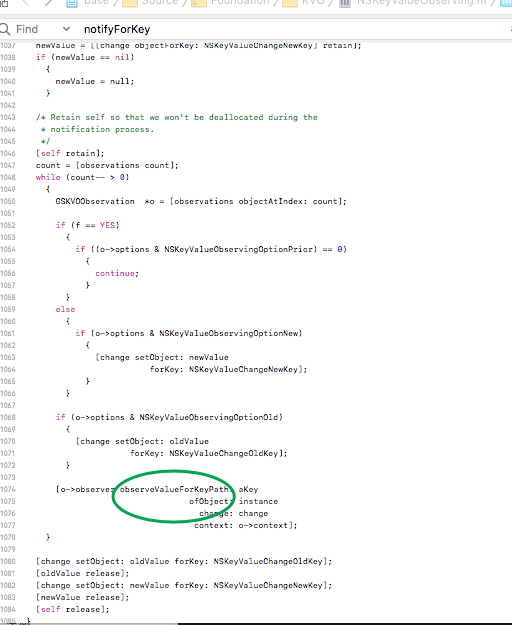 base Source Foundation KVO NSKeyValueObserving.m
Find notifyForKey
1037 newValue = [[change objectForKey: NSKeyValueChangeNewKey] retain];
1038 if (newValue == nil)
1039 {
1040 newValue = null;
1041 }
1042
1043 /* Retain self so that we won't be deallocated during the
1044 * notification process.
1045 */
1046 [self retain];
1047 count = [observations count];
1048 while (count-- > 0)
1049 {
1050 GSKVOObservation *o = [observations objectAtIndex: count];
1051
1052 if (f == YES)
1053 {
1054 if ((o->options & NSKeyValueObservingOptionPrior) == 0)
1055 {
1056 continue;
1057 }
1058 }
1059 else
1060 {
1061 if (o->options & NSKeyValueObservingOptionNew)
1062 {
1063 [change setObject: newValue
1064 forKey: NSKeyValueChangeNewKey];
1065 }
1066 }
1067
1068 if (o->options & NSKeyValueObservingOptionOld)
1069 {
1070 [change setObject: oldValue
1071 forKey: NSKeyValueChangeOldKey];
1072 }
1073
1074 [o->observer observeValueForKeyPath: aKey
1075 ofObject: instance
1076 change: change
1077 context: o->context];
1078 }
1079
1080 [change setObject: oldValue forKey: NSKeyValueChangeOldKey];
1081 [oldValue release];
1082 [change setObject: newValue forKey: NSKeyValueChangeNewKey];
1083 [newValue release];
1084 [self release];
1085 }